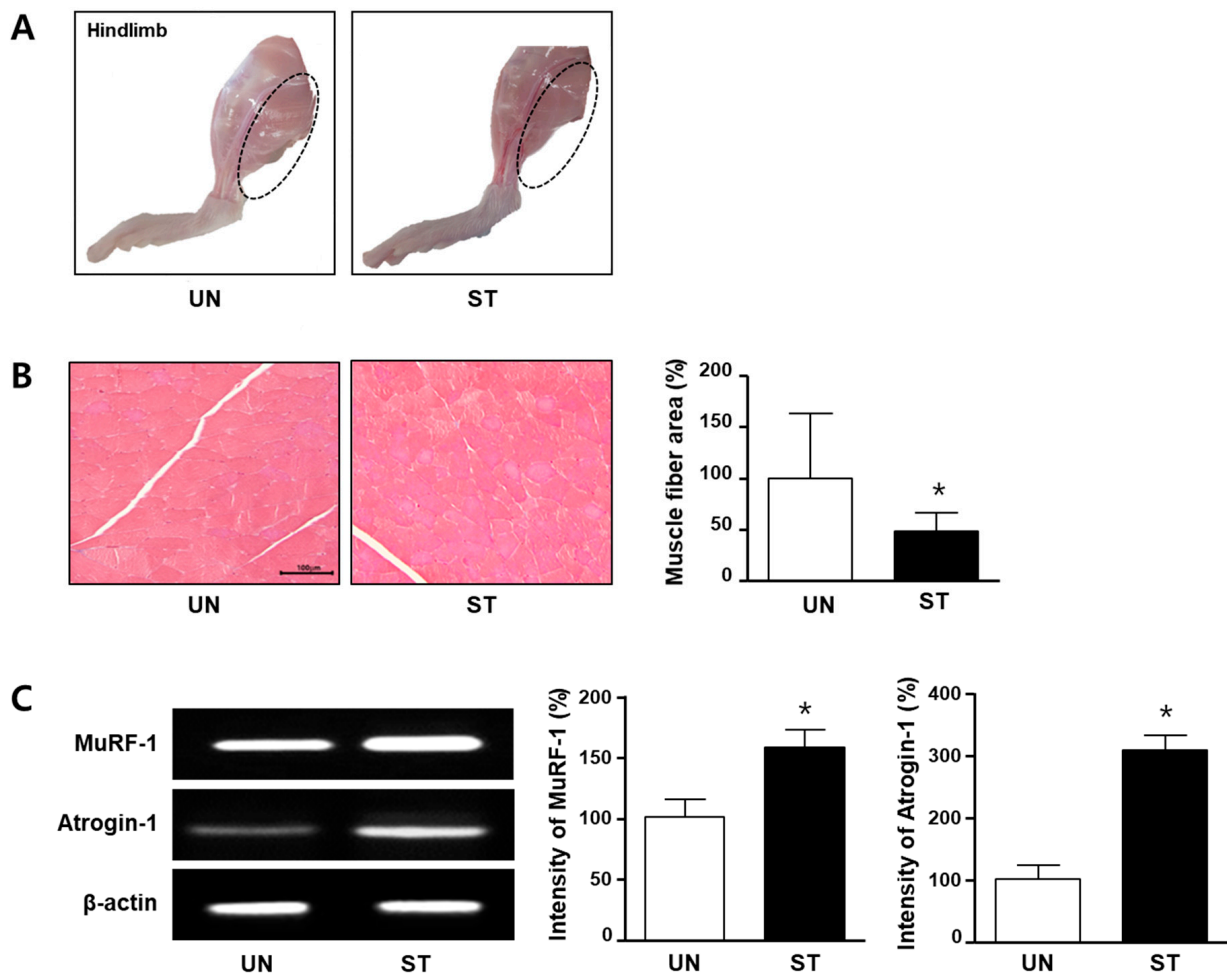 A
Hindlimb
UN
ST
B
100μm
UN
ST
Muscle fiber area (%)
200
150
100
50
0
*
UN
ST
C
MuRF-1
Atrogin-1
β-actin
UN
ST
Intensity of MuRF-1 (%)
200
150
100
50
0
*
UN
ST
Intensity of Atrogin-1 (%)
400
300
200
100
0
*
UN
ST